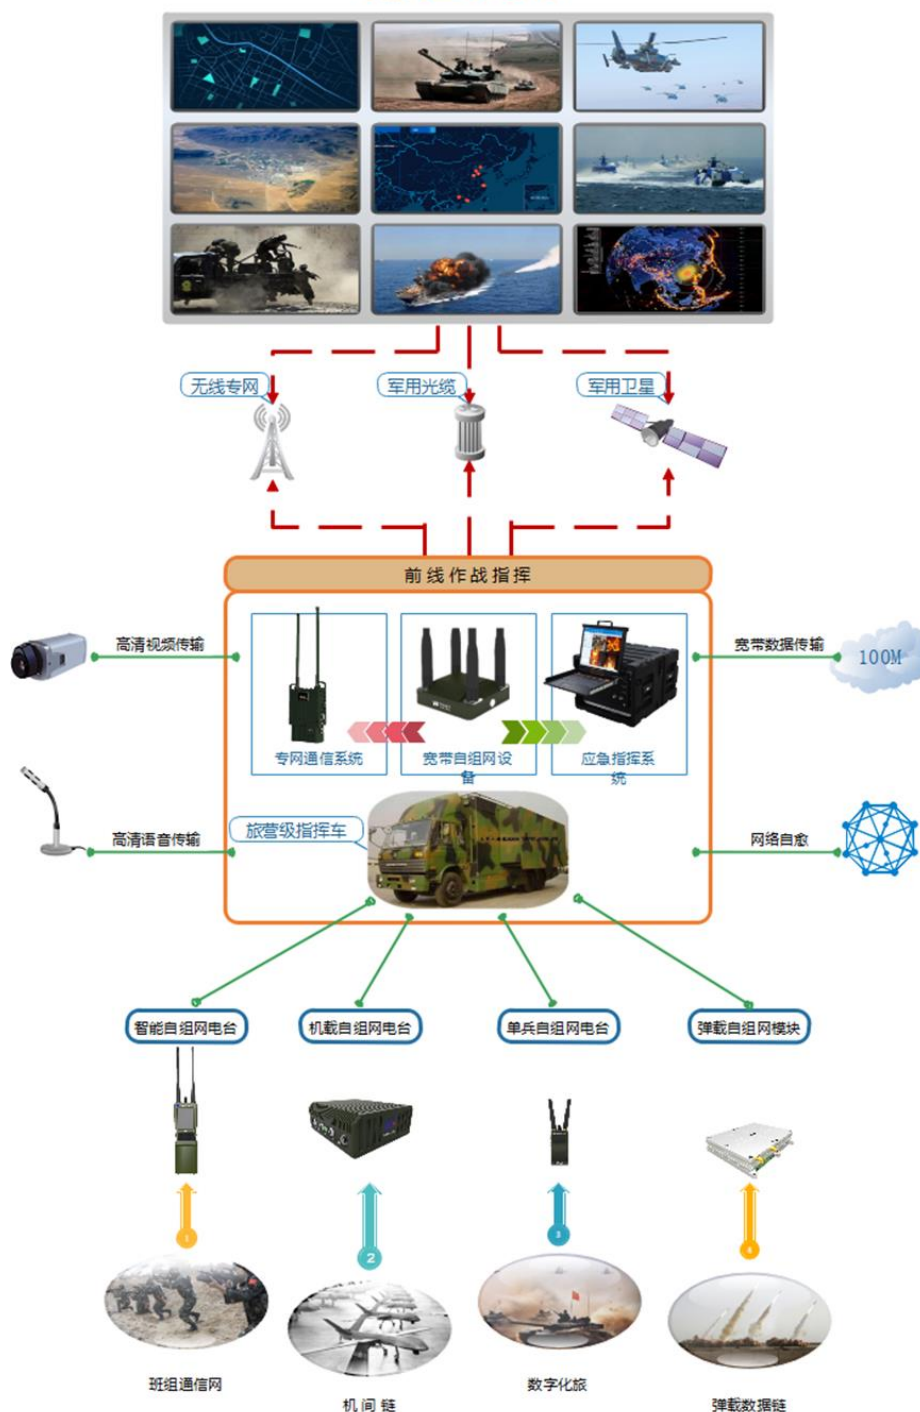 无线专网
军用光缆
军用卫星
前线作战指挥
高清视频传输
宽带数据传输
100M
专网通信系统
宽带自组网设
备
应急指挥系
统
旅营级指挥车
高清语音传输
网络自愈
智能自组网电台
机载自组网电台
单兵自组网电台
弹载自组网模块
1
2
3
4
班组通信网
机间链
数字化旅
弹载数据链